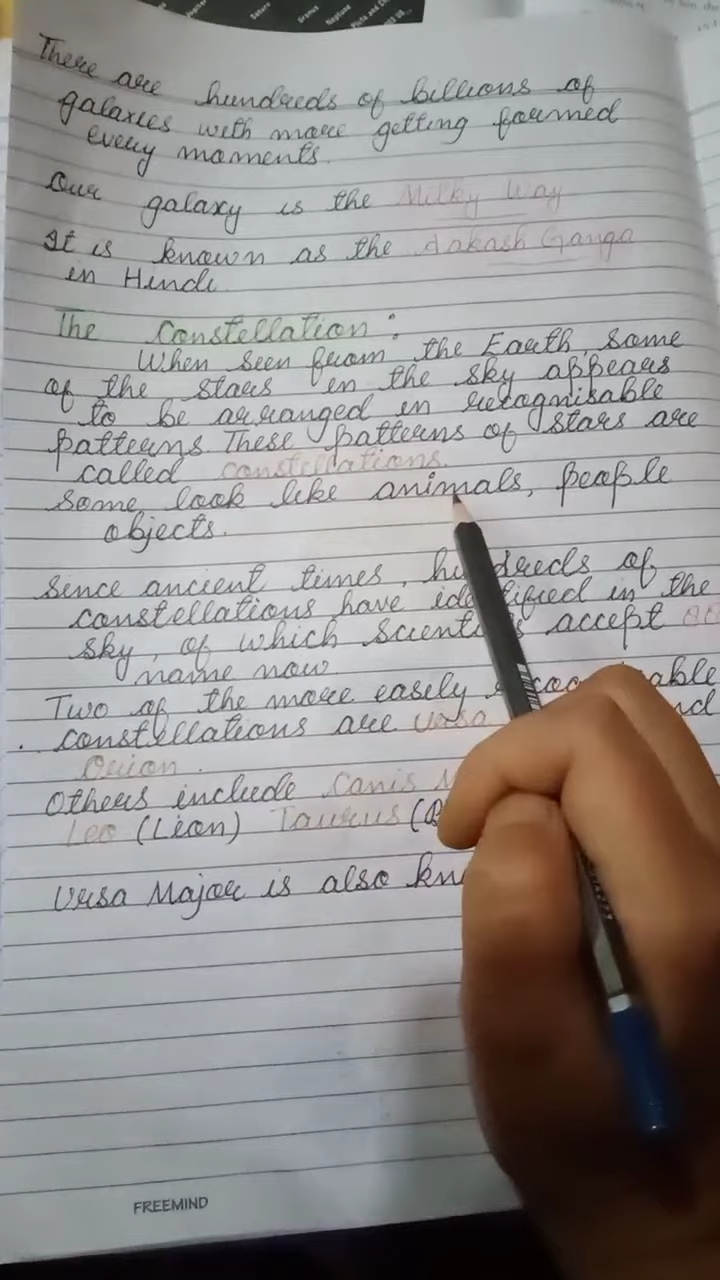 Saturn Uranus Neptune
There are hundreds of billions of
galaxies with more getting formed
every moments.
Our galaxy is the Milky Way
It is known as the Aakash Ganga
in Hindi
The Constellation:
When seen from the Earth, some
of the stars in the sky appears
to be arranged in recognisable
patterns. These patterns of stars are
called constellations.
Some look like animals, people
objects.
Since ancient times, hundreds of
constellations have identified in the
sky, of which scientists accept
name now
Two of the more easily
constellations are Ursa
Orion.
Others include Canis M
Leo (Lion) Taurus (
Ursa Major is also kn
FREEMIND